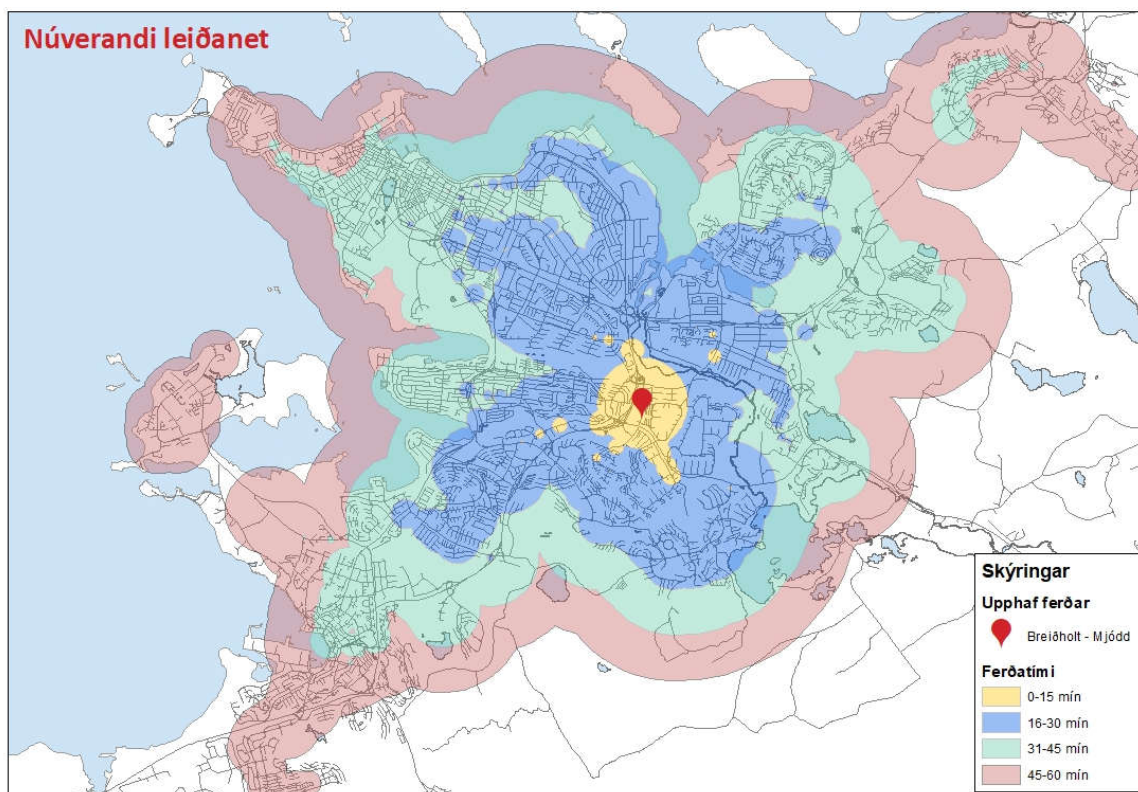 Núverandi leiðanet
Skýringar
Upphaf ferðar
Breiðholt - Mjódd
Ferðatími
0-15 mín
16-30 mín
31-45 mín
45-60 mín